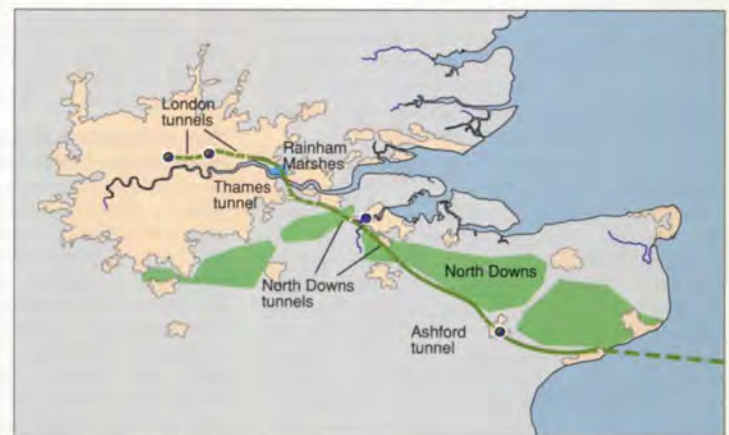 London
tunnels
Rainham
Marshes
Thames
tunnel
North Downs
tunnels
North Downs
Ashford
tunnel